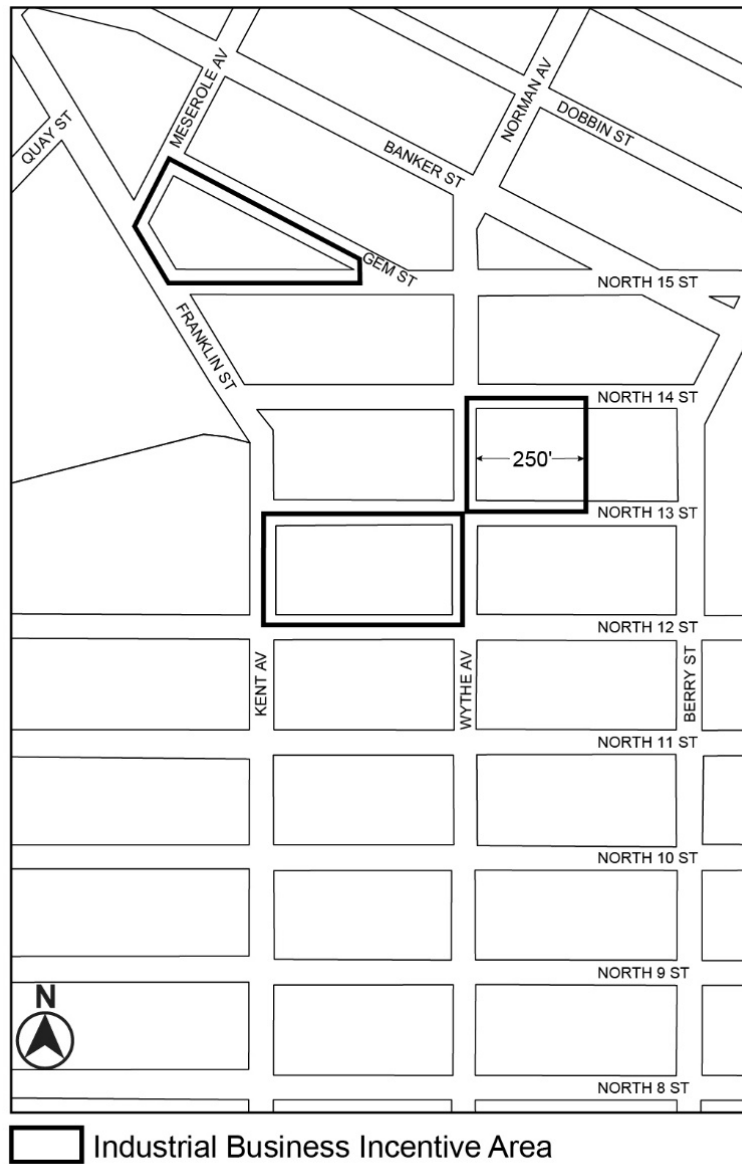 MESEROLE AV
QUAY ST
NORMAN AV
DOBBIN ST
BANKER ST
GEM ST
NORTH 15 ST
FRANKLIN ST
NORTH 14 ST
250'
NORTH 13 ST
NORTH 12 ST
KENT AV
WYTHE AV
BERRY ST
NORTH 11 ST
NORTH 10 ST
NORTH 9 ST
N
NORTH 8 ST
Industrial Business Incentive Area